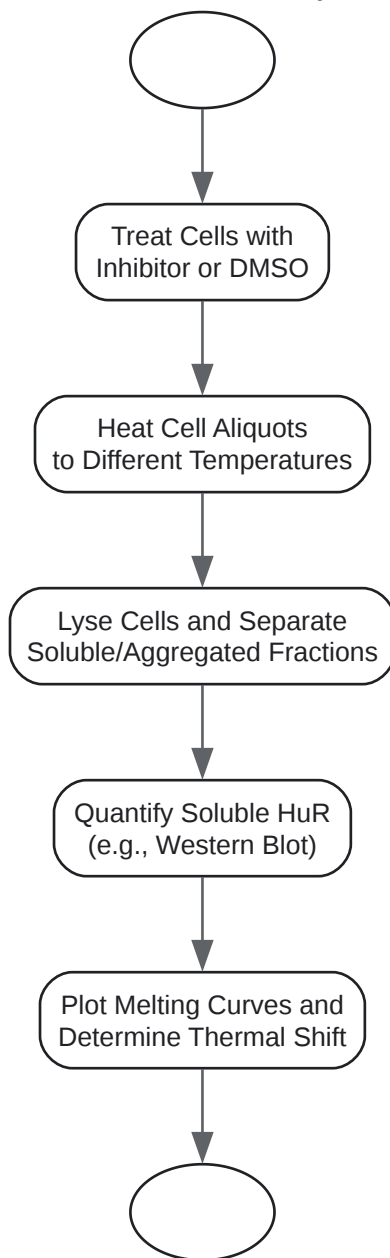 Treat Cells with
Inhibitor or DMSO
Heat Cell Aliquots
to Different Temperatures
Lyse Cells and Separate
Soluble/Aggregated Fractions
Quantify Soluble HuR
(e.g., Western Blot)
Plot Melting Curves and
Determine Thermal Shift